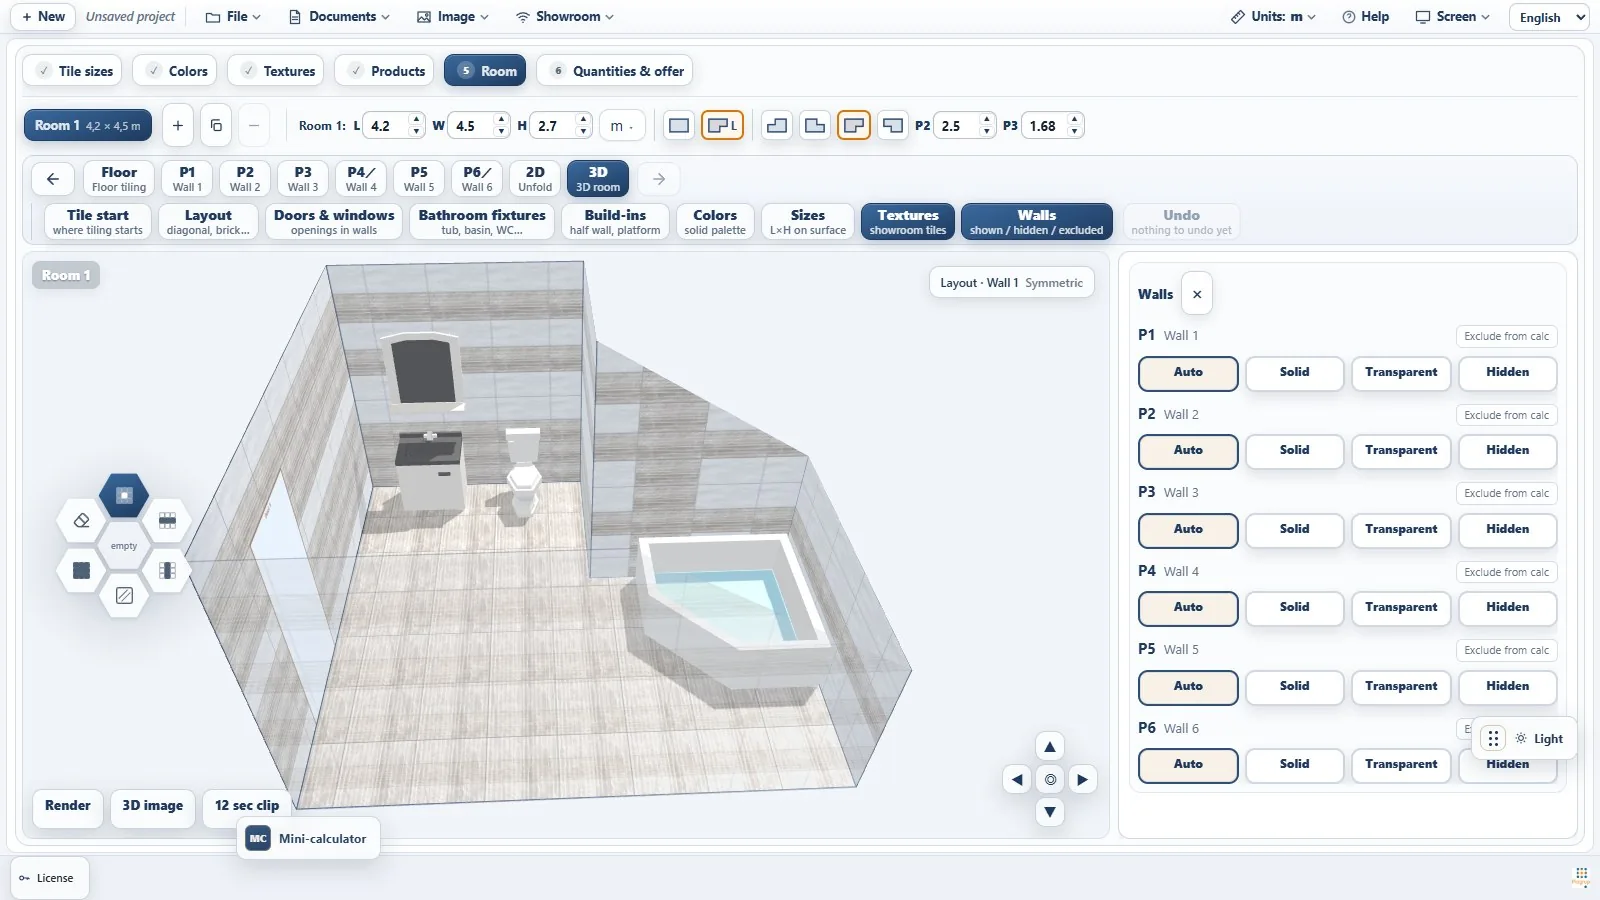 + New
Unsaved project
File
Documents
Image
Showroom
Units: m
Help
Screen
English
Tile sizes
Colors
Textures
Products
5 Room
6 Quantities & offer
Room 1 4,2 × 4,5 m
+
−
Room 1: L 4.2
W 4.5
H 2.7
m
L
P2 2.5
P3 1.68
Floor
Floor tiling
P1
Wall 1
P2
Wall 2
P3
Wall 3
P4
Wall 4
P5
Wall 5
P6
Wall 6
2D
Unfold
3D
3D room
Tile start
where tiling starts
Layout
diagonal, brick...
Doors & windows
openings in walls
Bathroom fixtures
tub, basin, WC...
Build-ins
half wall, platform
Colors
solid palette
Sizes
L×H on surface
Textures
showroom tiles
Walls
shown / hidden / excluded
Undo
nothing to undo yet
Room 1
Layout · Wall 1 Symmetric
empty
Render
3D image
12 sec clip
MC Mini-calculator
Walls
×
P1 Wall 1
Exclude from calc
Auto
Solid
Transparent
Hidden
P2 Wall 2
Exclude from calc
Auto
Solid
Transparent
Hidden
P3 Wall 3
Exclude from calc
Auto
Solid
Transparent
Hidden
P4 Wall 4
Exclude from calc
Auto
Solid
Transparent
Hidden
P5 Wall 5
Exclude from calc
Auto
Solid
Transparent
Hidden
P6 Wall 6
Light
Auto
Solid
Transparent
Hidden
License